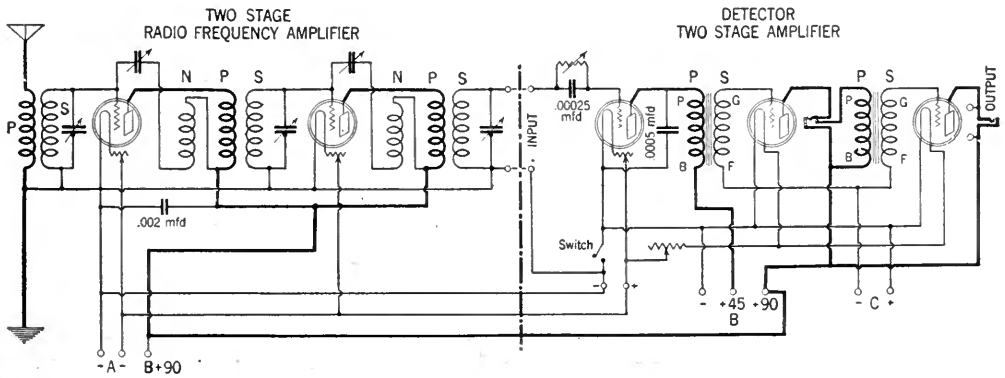 TWO STAGE
RADIO FREQUENCY AMPLIFIER
DETECTOR
TWO STAGE AMPLIFIER
P
S
N
P
S
N
P
S
.002 mfd
INPUT
.00025
mfd
.0005 mfd
P
S
G
B
F
P
S
G
B
F
OUTPUT
Switch
- +
- +45 +90
B
- C +
- A -
B+90